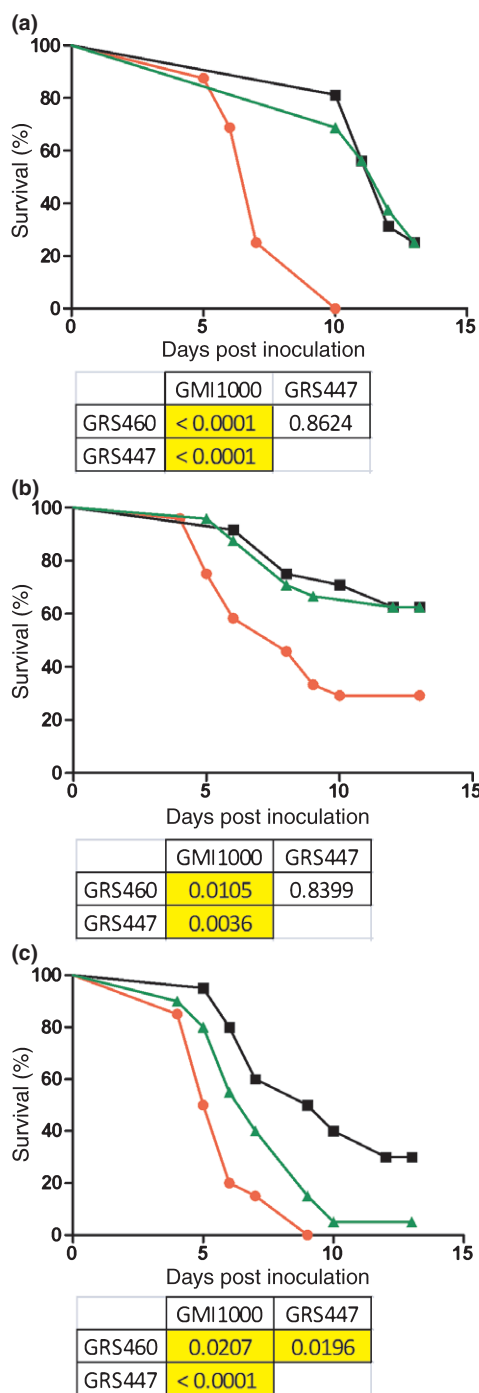 (a)
100
80
60
40
20
0
Survival (%)
0 5 10 15
Days post inoculation
GMI1000 GRS447
GRS460 < 0.0001 0.8624
GRS447 < 0.0001
(b)
100
80
60
40
20
0
Survival (%)
0 5 10 15
Days post inoculation
GMI1000 GRS447
GRS460 0.0105 0.8399
GRS447 0.0036
(c)
100
80
60
40
20
0
Survival (%)
0 5 10 15
Days post inoculation
GMI1000 GRS447
GRS460 0.0207 0.0196
GRS447 < 0.0001